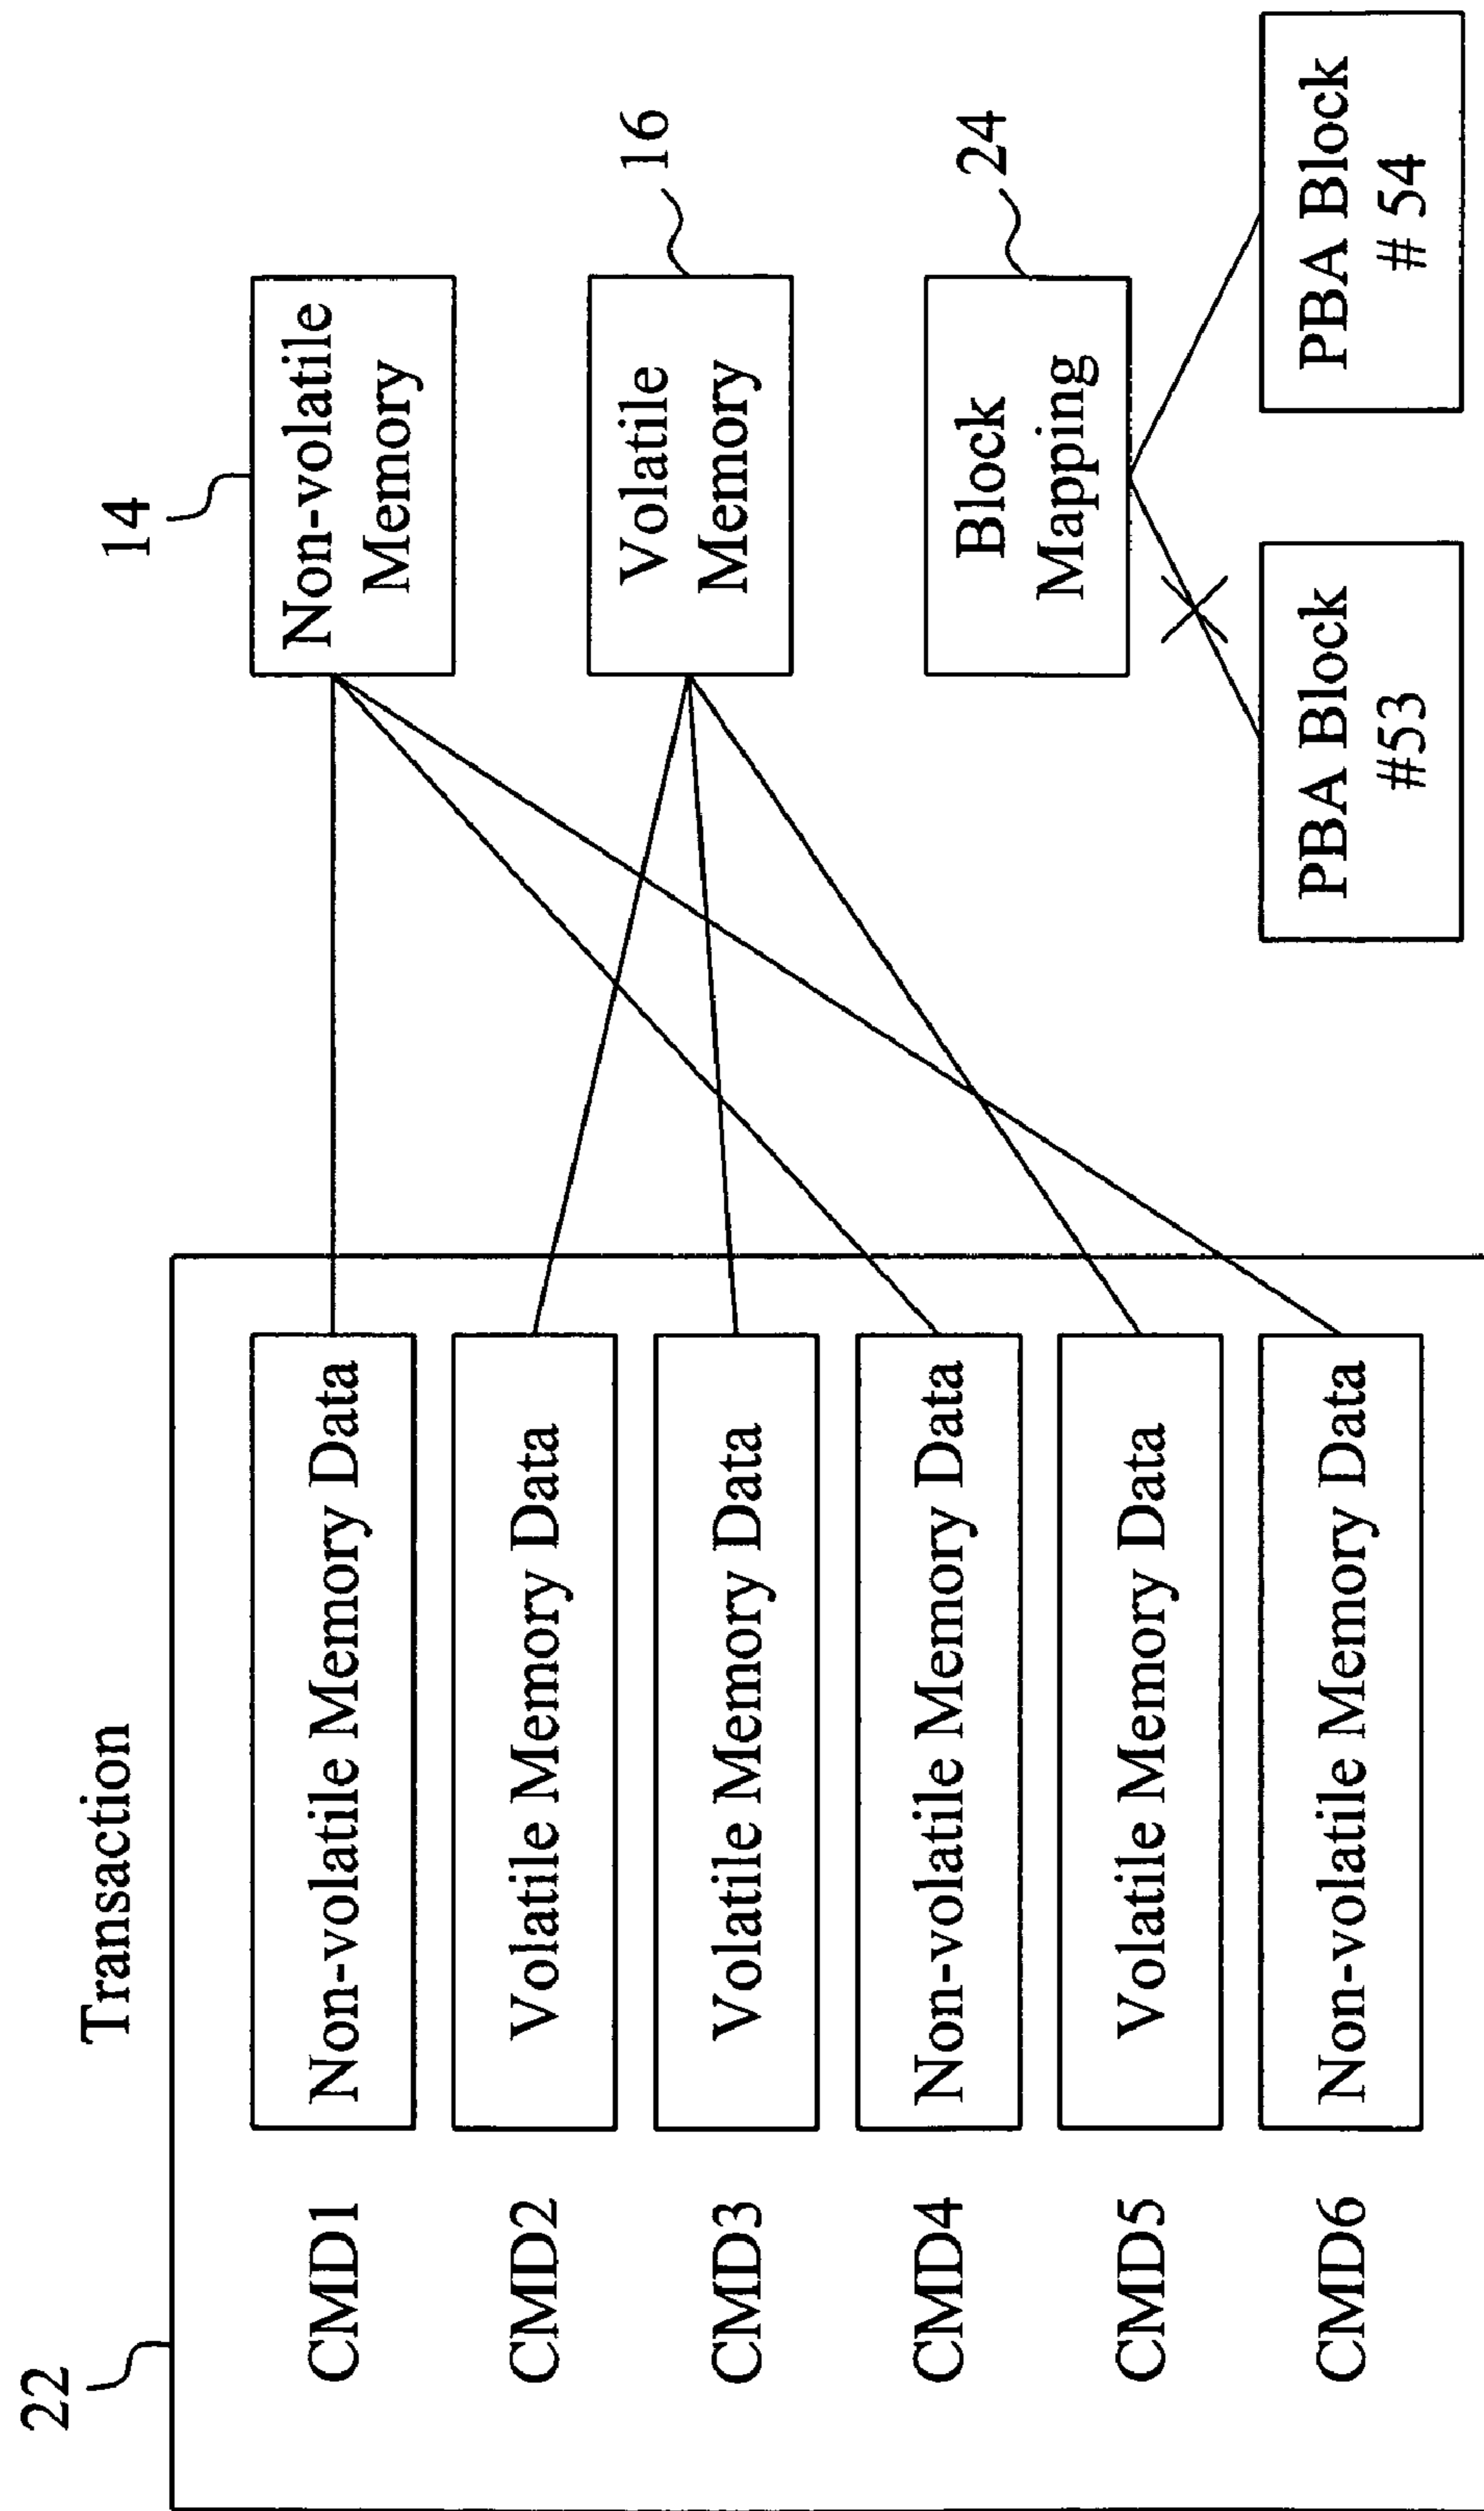 22
Transaction
CMD1
Non-volatile Memory Data
CMD2
Volatile Memory Data
CMD3
Volatile Memory Data
CMD4
Non-volatile Memory Data
CMD5
Volatile Memory Data
CMD6
Non-volatile Memory Data
14
Non-volatile
Memory
16
Volatile
Memory
24
Block
Mapping
PBA Block
#53
PBA Block
# 54